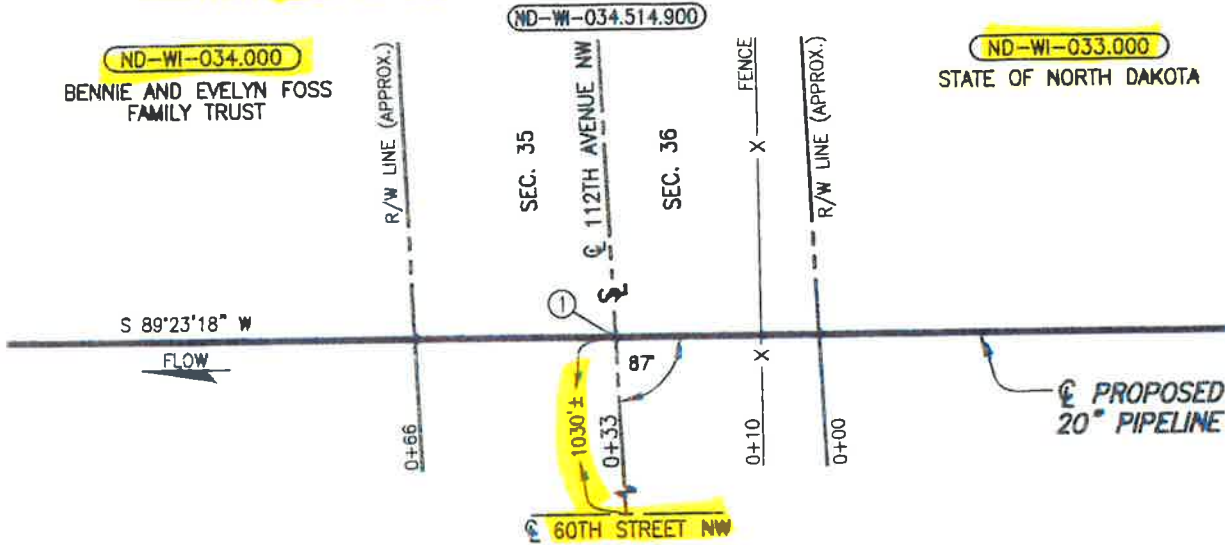 ND-WI-034.514.900
ND-WI-034.000
BENNIE AND EVELYN FOSS
FAMILY TRUST
ND-WI-033.000
STATE OF NORTH DAKOTA
R/W LINE (APPROX.)
SEC. 35
℄ 112TH AVENUE NW
SEC. 36
FENCE
X
R/W LINE (APPROX.)
1
S 89°23'18" W
FLOW
87°
X
℄ PROPOSED
20" PIPELINE
0+66
1030'±
0+33
0+10
0+00
℄ 60TH STREET NW